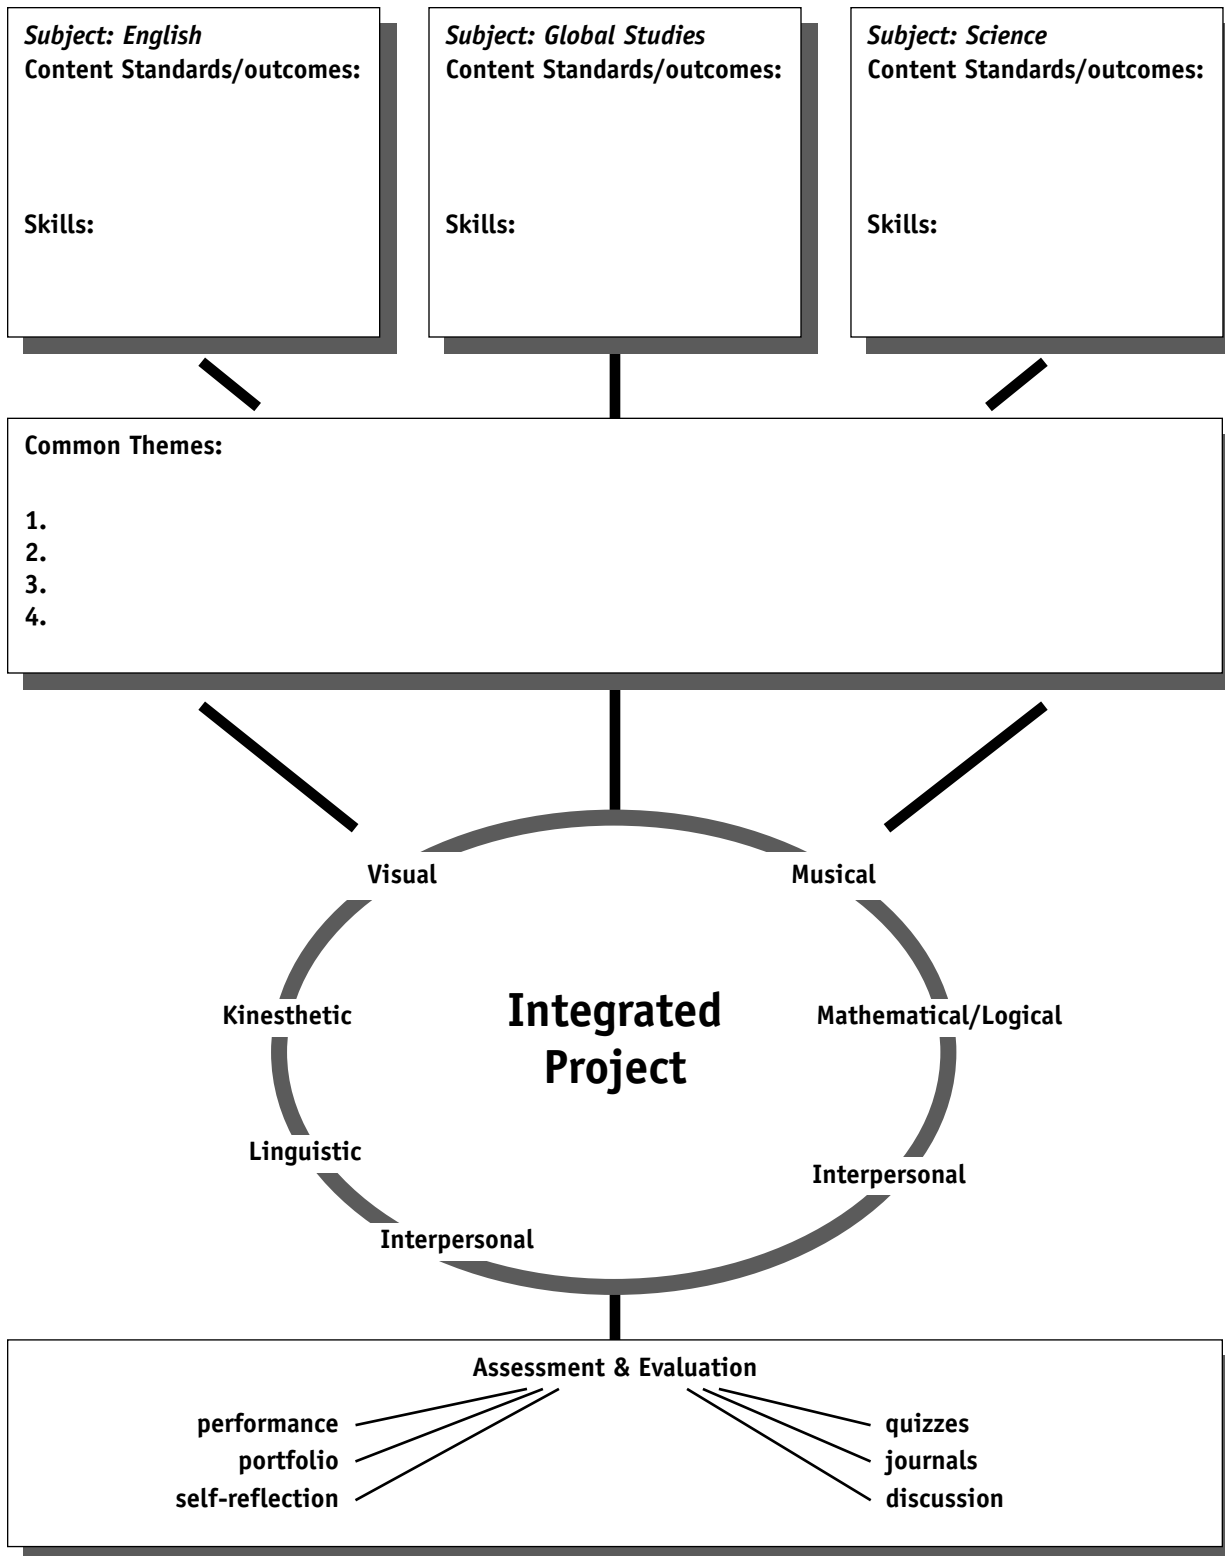 Subject: English
Content Standards/outcomes:
Skills:
Subject: Global Studies
Content Standards/outcomes:
Skills:
Subject: Science
Content Standards/outcomes:
Skills:
Common Themes:
1.
2.
3.
4.
Visual
Musical
Kinesthetic
Integrated
Project
Mathematical/Logical
Linguistic
Interpersonal
Interpersonal
Assessment & Evaluation
performance
portfolio
self-reflection
quizzes
journals
discussion